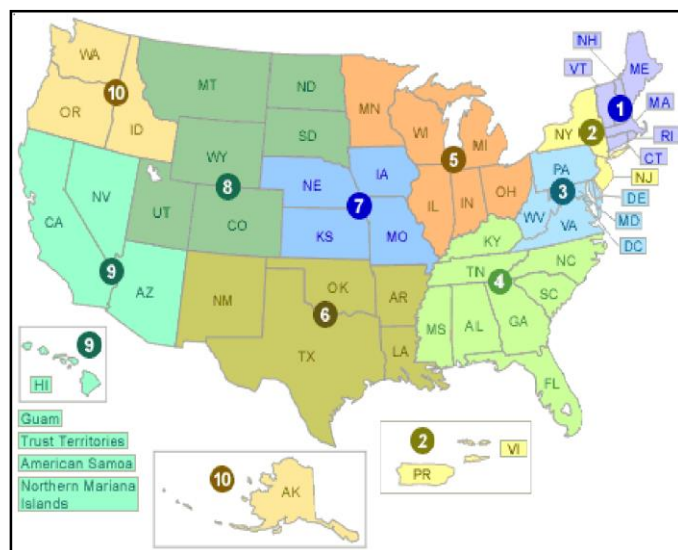 NH
WA
VT
ME
MT
ND
MN
10
1
MA
OR
ID
SD
WI
MI
NY
2
RI
WY
5
CT
8
IA
PA
NJ
NV
NE
3
DE
CA
UT
CO
7
IL
IN
OH
WV
VA
MD
KS
MO
KY
DC
9
AZ
NM
OK
AR
TN
4
NC
SC
6
MS
AL
GA
TX
LA
9
FL
HI
Guam
Trust Territories
American Samoa
Northern Mariana
Islands
10
AK
2
VI
PR